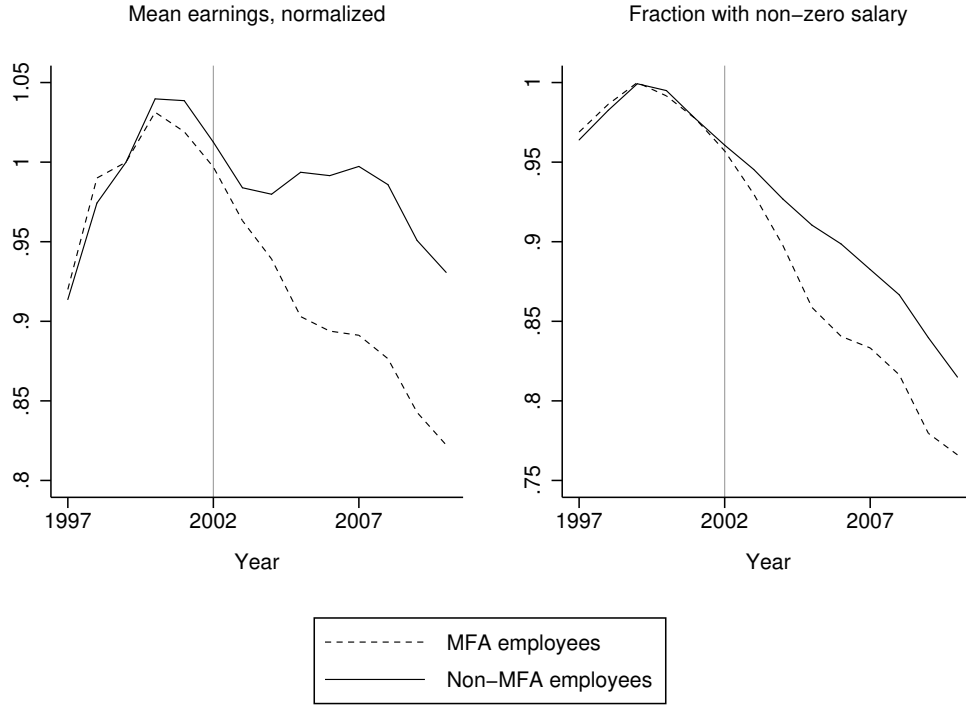 Mean earnings, normalized
1.05
1
.95
.9
.85
.8
1997 2002 2007
Year
Fraction with non−zero salary
1
.95
.9
.85
.8
.75
1997 2002 2007
Year
MFA employees
Non−MFA employees